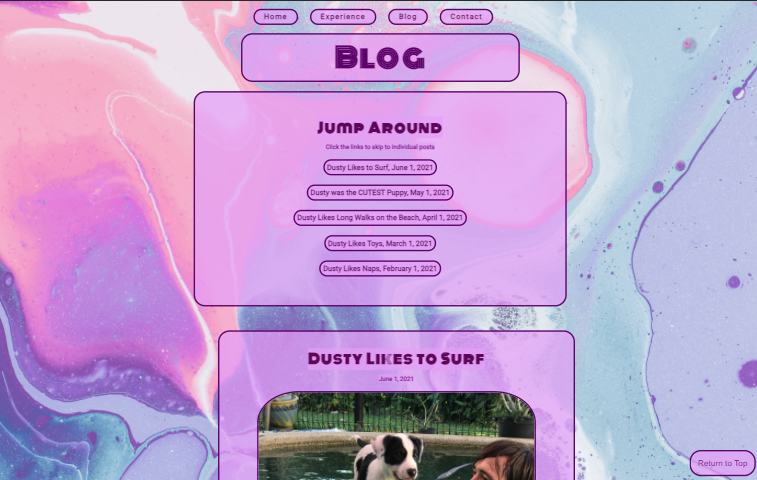 Home
Experience
Blog
Contact
Blog
Jump Around
Click the links to skip to individual posts
Dusty Likes to Surf, June 1, 2021
Dusty was the CUTEST Puppy, May 1, 2021
Dusty Likes Long Walks on the Beach, April 1, 2021
Dusty Likes Toys, March 1, 2021
Dusty Likes Naps, February 1, 2021
Dusty Likes to Surf
June 1, 2021
Return to Top